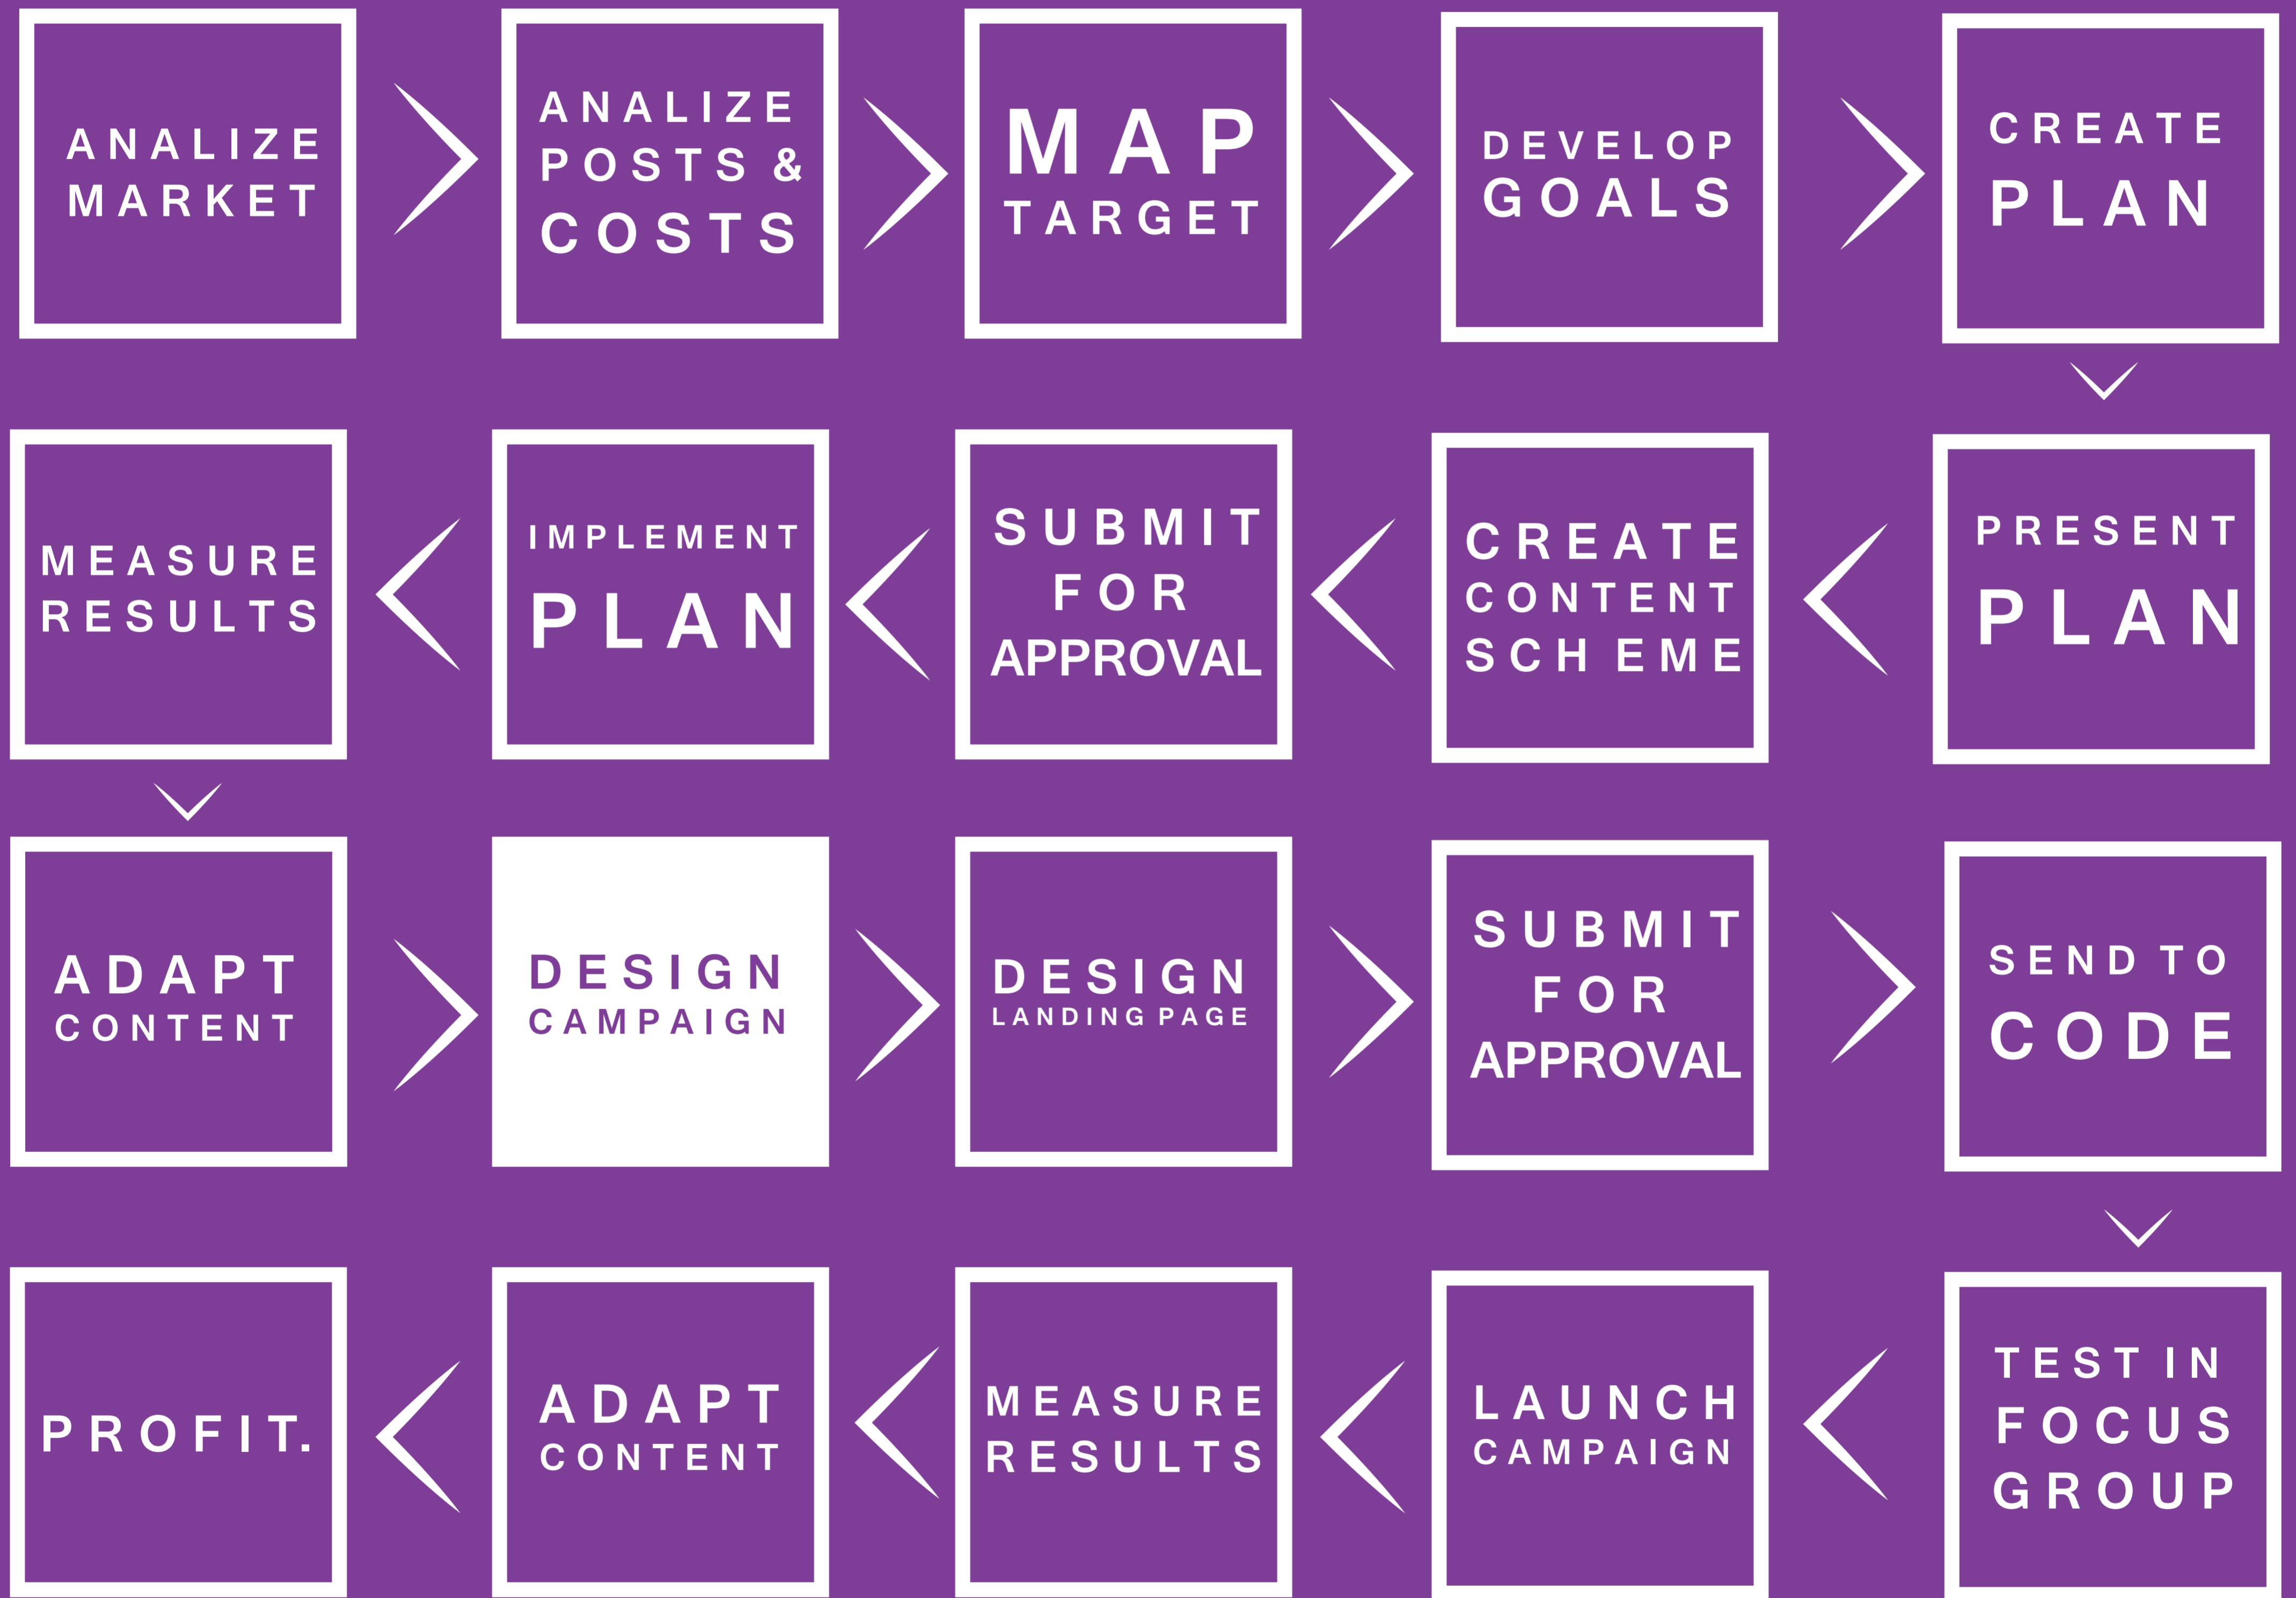 ANALIZE
MARKET
ANALIZE
POSTS &
COSTS
MAP
TARGET
DEVELOP
GOALS
CREATE
PLAN
PRESENT
PLAN
CREATE
CONTENT
SCHEME
SUBMIT
FOR
APPROVAL
IMPLEMENT
PLAN
MEASURE
RESULTS
ADAPT
CONTENT
DESIGN
CAMPAIGN
DESIGN
LANDING PAGE
SUBMIT
FOR
APPROVAL
SEND TO
CODE
TEST IN
FOCUS
GROUP
LAUNCH
CAMPAIGN
MEASURE
RESULTS
ADAPT
CONTENT
PROFIT.